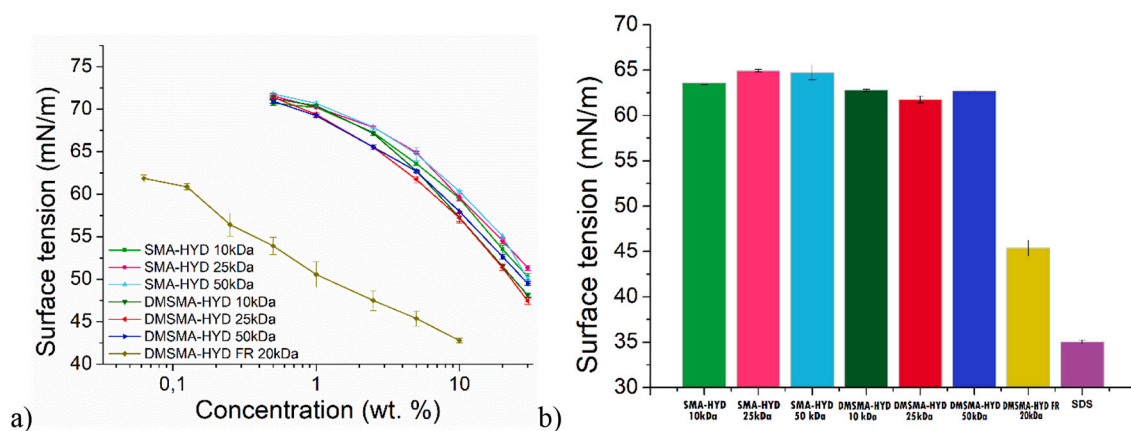 75
70
65
60
55
50
45
40
Surface tension (mN/m)
SMA-HYD 10kDa
SMA-HYD 25kDa
SMA-HYD 50kDa
DMSMA-HYD 10kDa
DMSMA-HYD 25kDa
DMSMA-HYD 50kDa
DMSMA-HYD FR 20kDa
0,1
1
10
Concentration (wt. %)
a)
70
65
60
55
50
45
40
35
30
Surface tension (mN/m)
SMA-HYD
10kDa
SMA-HYD
25kDa
SMA-HYD
50 kDa
DMSMA-HYD
10 kDa
DMSMA-HYD
25kDa
DMSMA-HYD
50kDa
DMSMA-HYD FR
20kDa
SDS
b)